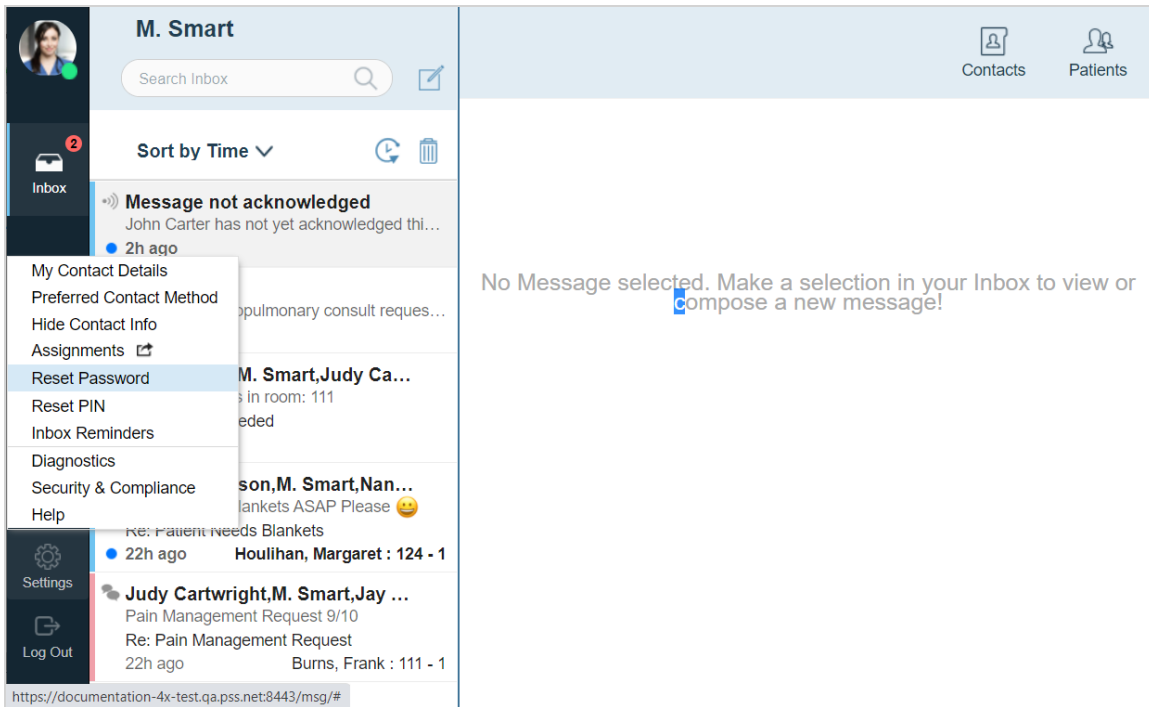 M. Smart
Search Inbox
Contacts
Patients
Sort by Time
2
Inbox
Message not acknowledged
John Carter has not yet acknowledged thi…
2h ago
My Contact Details
Preferred Contact Method
Hide Contact Info
Assignments
Reset Password
Reset PIN
Inbox Reminders
Diagnostics
Security & Compliance
Help
opulmonary consult reques…
M. Smart,Judy Ca…
in room: 111
eded
son,M. Smart,Nan…
lankets ASAP Please 😀
Re: Patient Needs Blankets
22h ago Houlihan, Margaret : 124 - 1
Settings
Judy Cartwright,M. Smart,Jay …
Pain Management Request 9/10
Re: Pain Management Request
22h ago Burns, Frank : 111 - 1
Log Out
No Message selected. Make a selection in your Inbox to view or
compose a new message!
https://documentation-4x-test.qa.pss.net:8443/msg/#